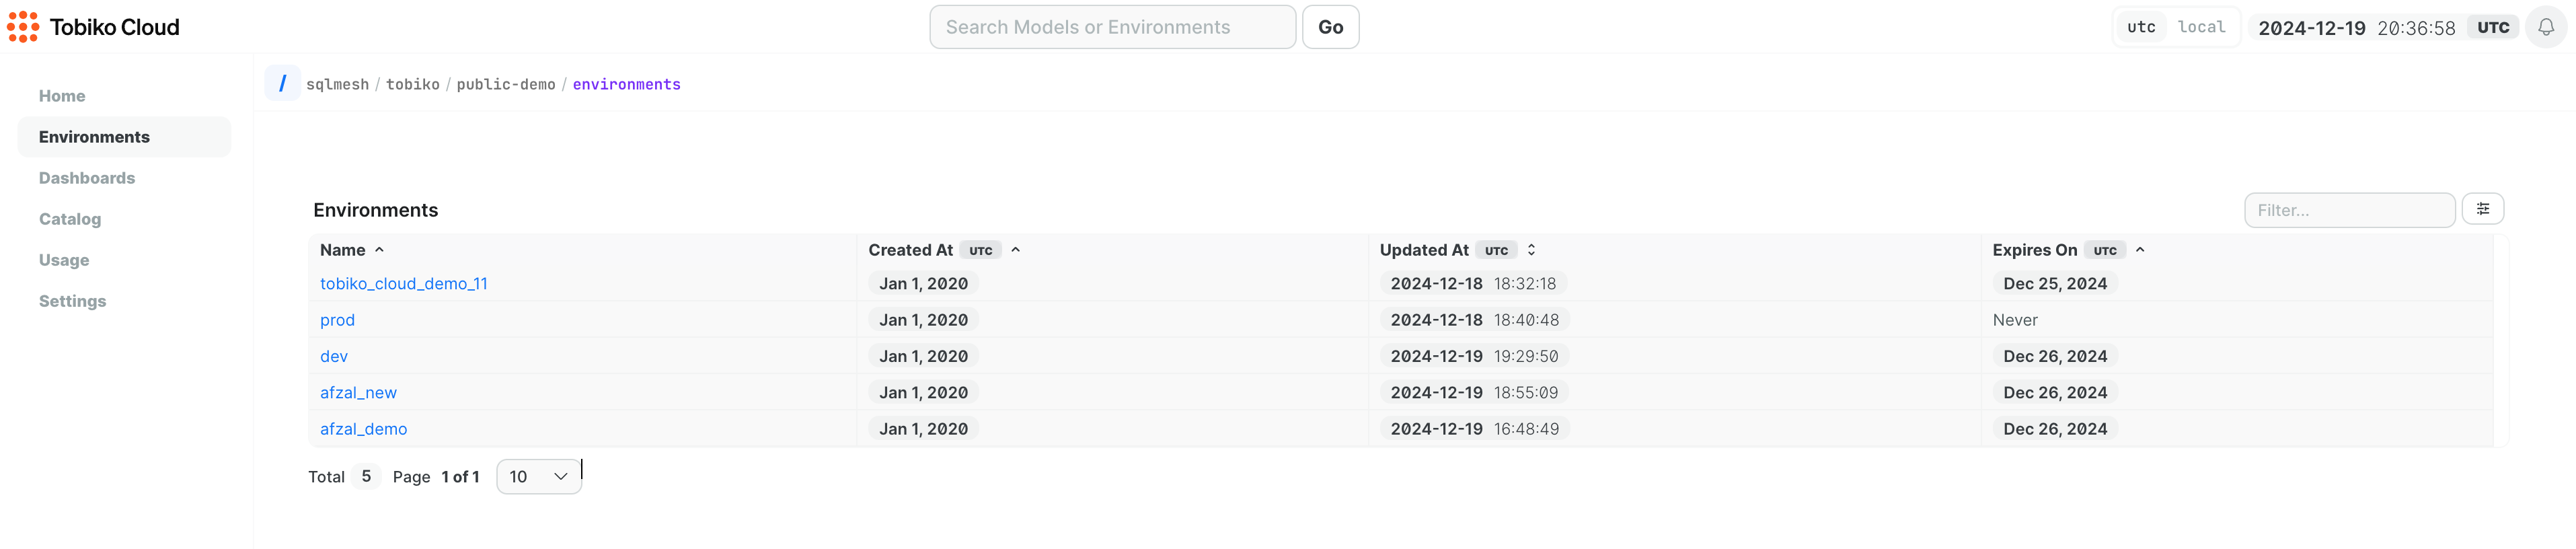 Tobiko Cloud
Search Models or Environments
Go
utc local 2024-12-19 20:36:58 UTC
Home
Environments
Dashboards
Catalog
Usage
Settings
/ sqlmesh / tobiko / public-demo / environments
Environments
Filter...
Name Created At UTC Updated At UTC Expires On UTC
tobiko_cloud_demo_11 Jan 1, 2020 2024-12-18 18:32:18 Dec 25, 2024
prod Jan 1, 2020 2024-12-18 18:40:48 Never
dev Jan 1, 2020 2024-12-19 19:29:50 Dec 26, 2024
afzal_new Jan 1, 2020 2024-12-19 18:55:09 Dec 26, 2024
afzal_demo Jan 1, 2020 2024-12-19 16:48:49 Dec 26, 2024
Total 5 Page 1 of 1 10